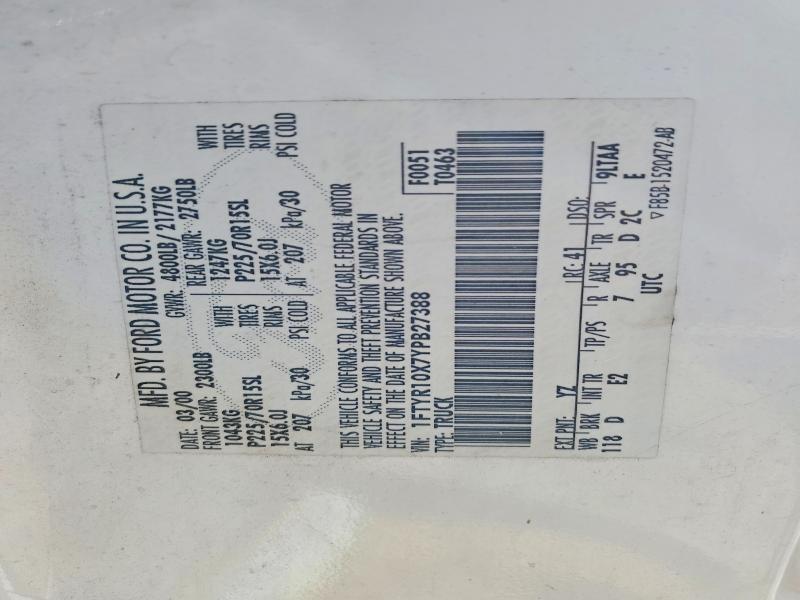 MFD. BY FORD MOTOR CO. IN U.S.A.
DATE: 03/00 GVWR: 4800LB/ 2177KG
FRONT GAWR: 2300LB REAR GAWR: 2750LB
1043KG WITH 1247KG WITH
P225/70R15SL TIRES P225/70R15SL TIRES
15X6.0J RIMS 15X6.0J RIMS
AT 207 kPa/30 PSI COLD AT 207 kPa/30 PSI COLD
THIS VEHICLE CONFORMS TO ALL APPLICABLE FEDERAL MOTOR
VEHICLE SAFETY AND THEFT PREVENTION STANDARDS IN
EFFECT ON THE DATE OF MANUFACTURE SHOWN ABOVE.
VIN: 1FTYR10X7YPB27388 F0051
TYPE: TRUCK T0463
EXT PNT: YZ RC: 41 DSO:
WB BRK INT TR TP/PS R AXLE TR SPR 9LTAA
118 D E2 7 95 D 2C E
UTC ▽ F85B-1520472-AB